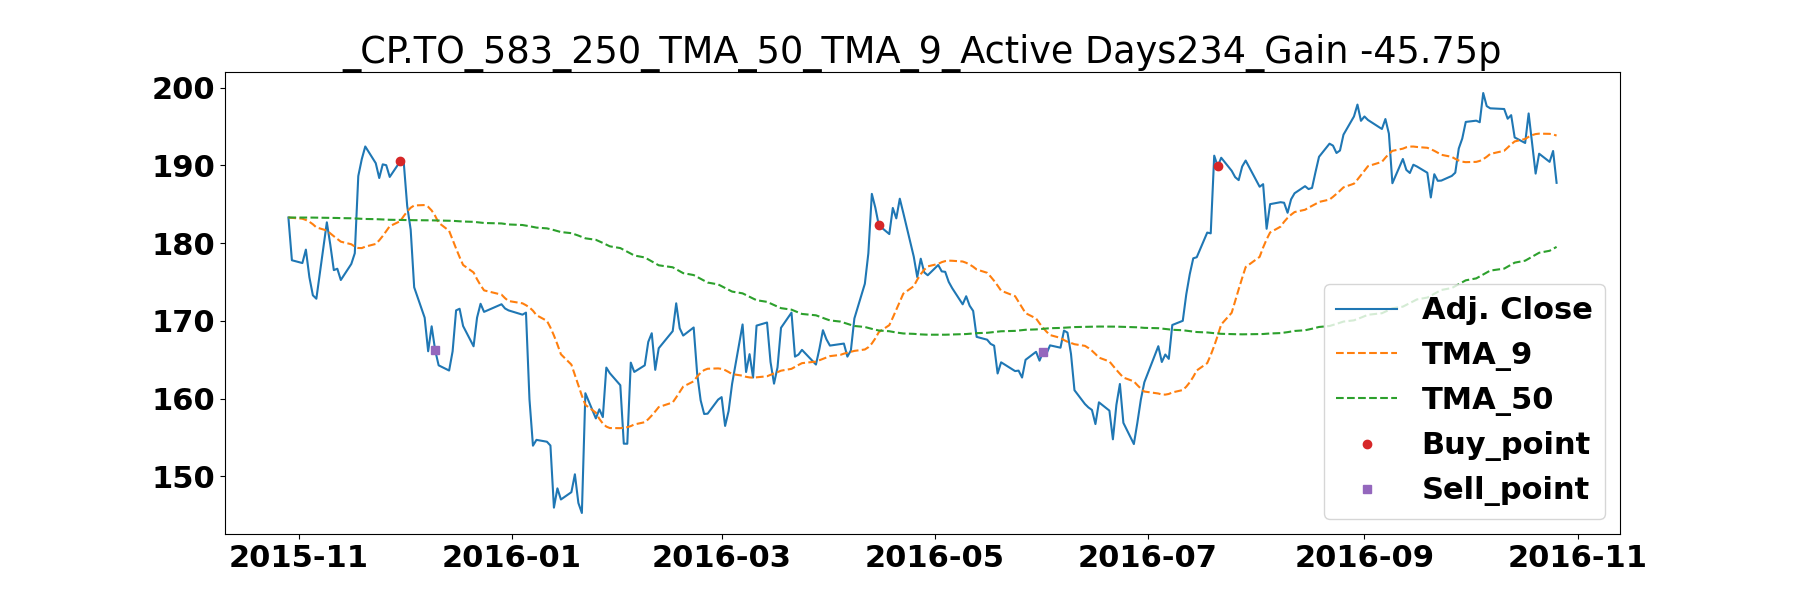 _CP.TO_583_250_TMA_50_TMA_9_Active Days234_Gain -45.75p
200
190
180
170
160
150
Adj. Close
TMA_9
TMA_50
Buy_point
Sell_point
2015-11 2016-01 2016-03 2016-05 2016-07 2016-09 2016-11